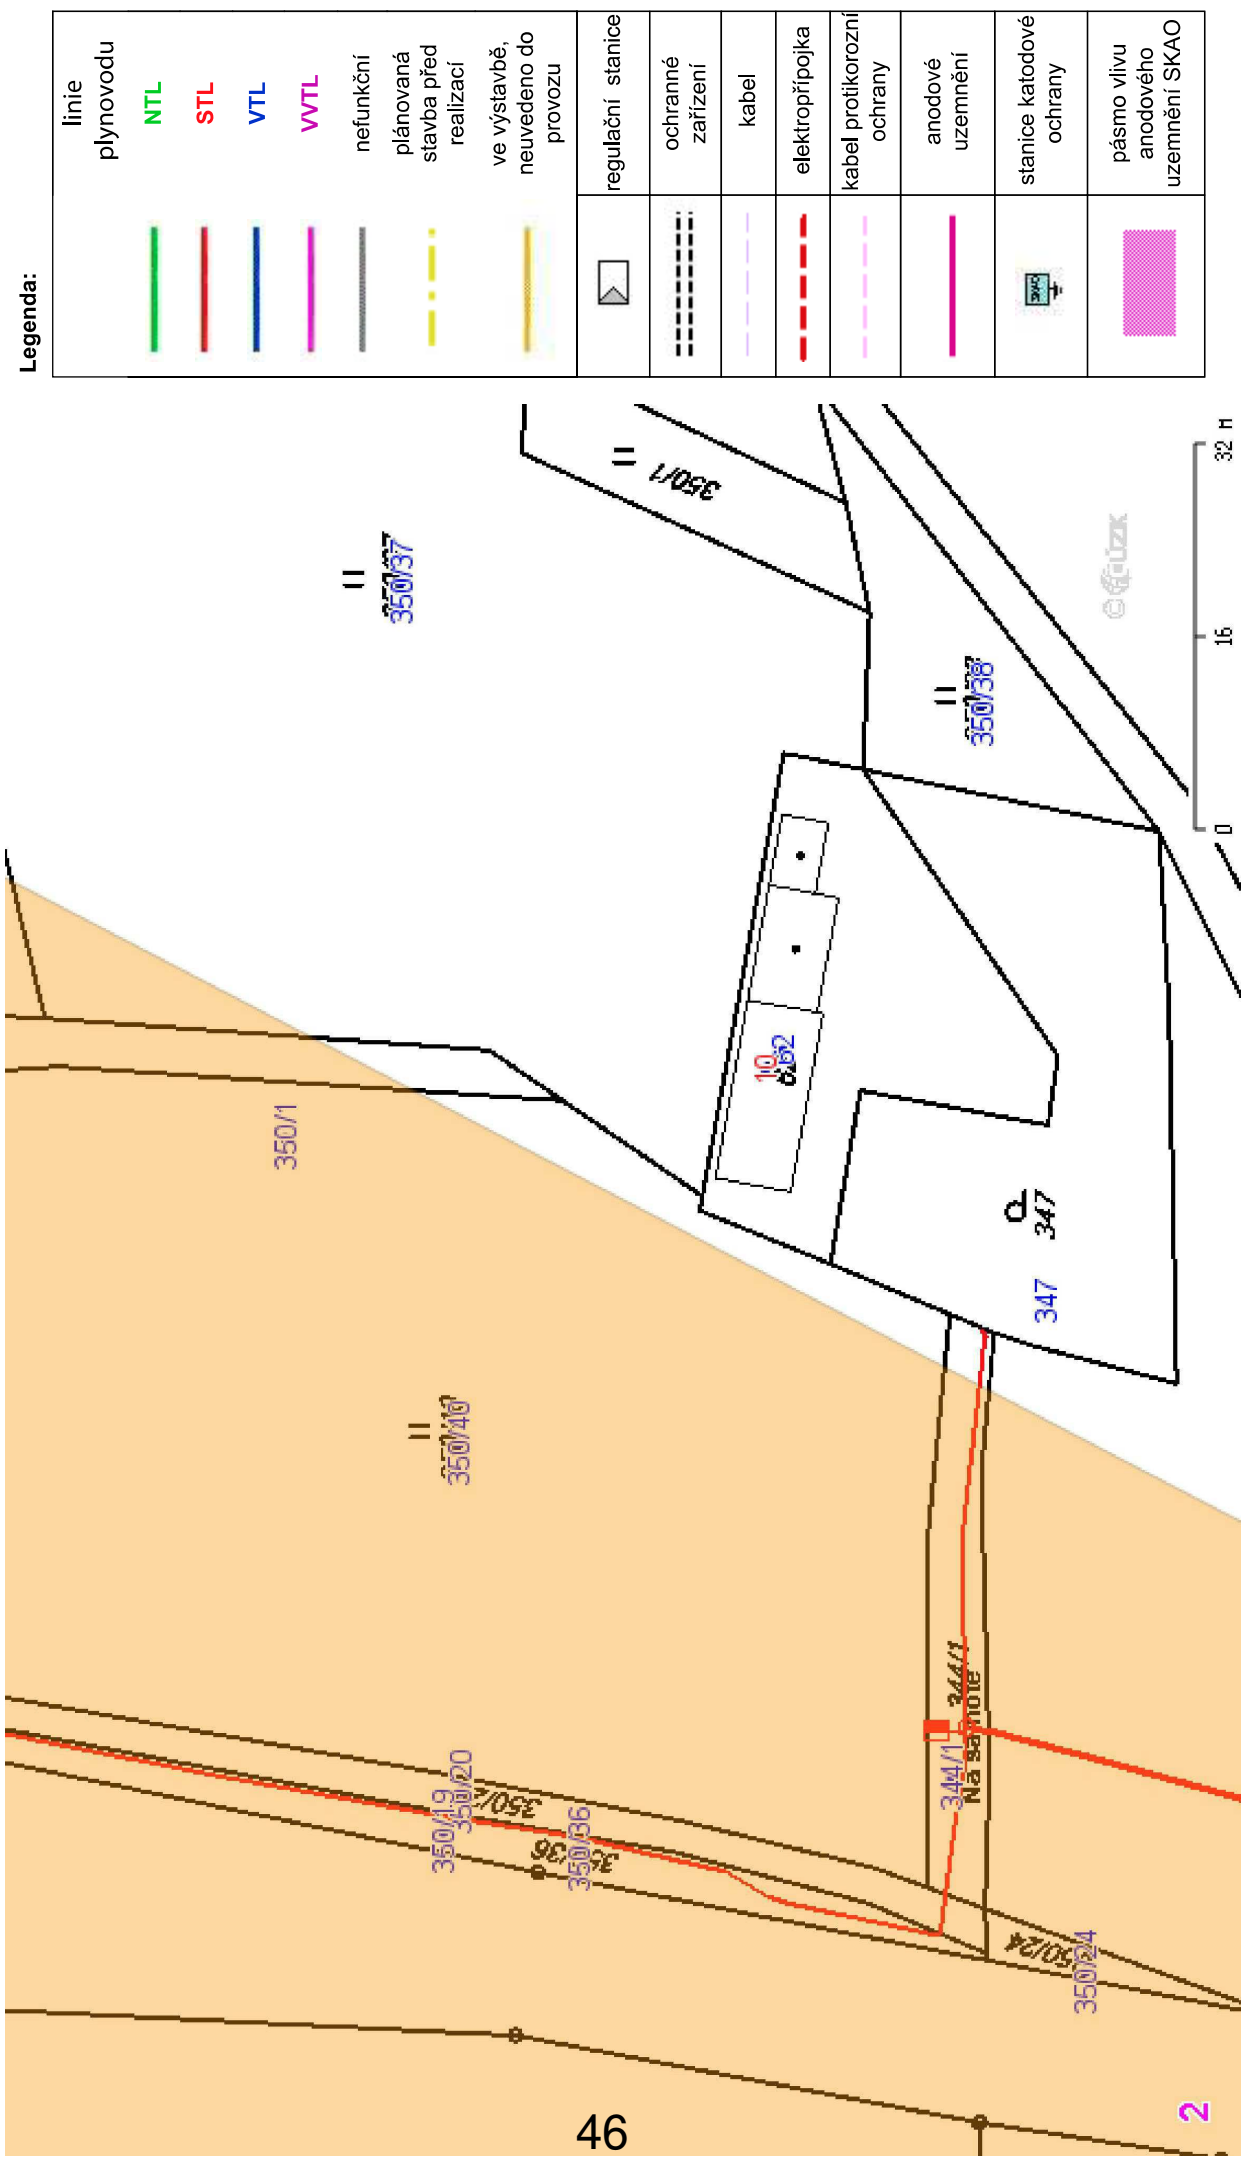 Legenda:
linie
plynovodu
NTL
STL
VTL
VVTL
nefunkční
plánovaná
stavba před
realizací
ve výstavbě,
neuvedeno do
provozu
regulační stanice
ochranné
zařízení
kabel
elektropřípojka
kabel protikorozní
ochrany
anodové
uzemnění
stanice katodové
ochrany
pásmo vlivu
anodového
uzemnění SKAO
350/37
350/1
350/38
© ČÚZK
0 16 32 M
350/1
10
62
347
347
350/40
344/1
344/1
Na samotě
350/19
350/20
350/36
350/24
2
46